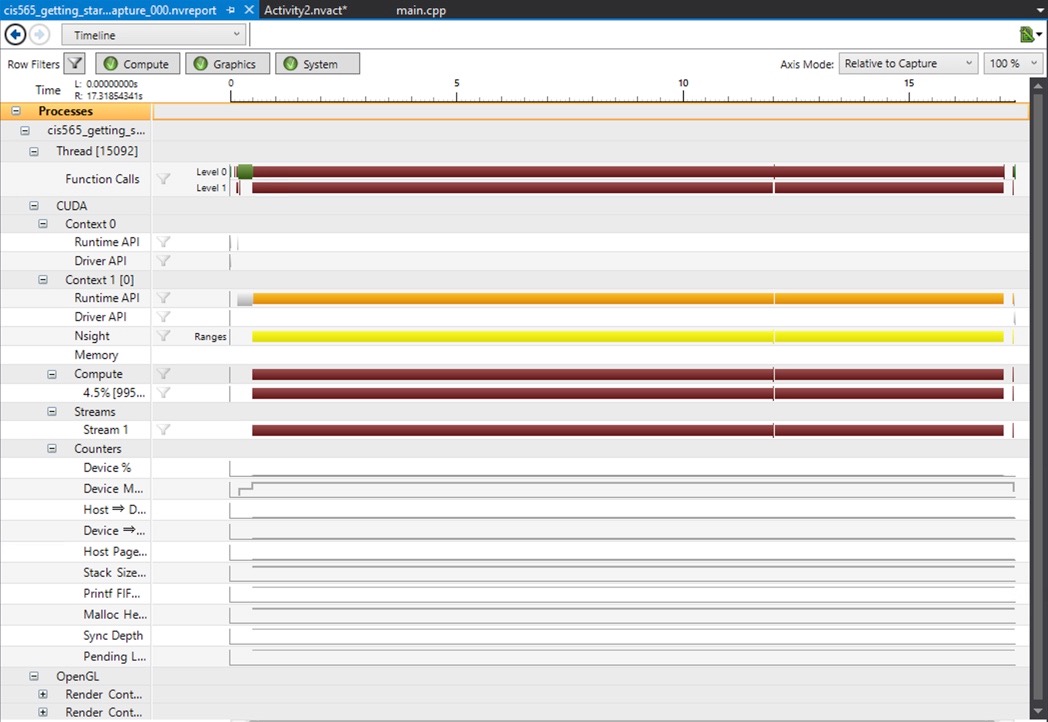 cis565_getting_star...apture_000.nvreport Activity2.nvact* main.cpp
Timeline
Row Filters Compute Graphics System Axis Mode: Relative to Capture 100 %
Time L: 0.00000000s R: 17.31854341s 0 5 10 15
Processes
cis565_getting_s...
Thread [15092]
Function Calls Level 0 Level 1
CUDA
Context 0
Runtime API
Driver API
Context 1 [0]
Runtime API
Driver API
Nsight Ranges
Memory
Compute
4.5% [995...
Streams
Stream 1
Counters
Device %
Device M...
Host ⇒ D...
Device ⇒...
Host Page...
Stack Size...
Printf FIF...
Malloc He...
Sync Depth
Pending L...
OpenGL
Render Cont...
Render Cont...